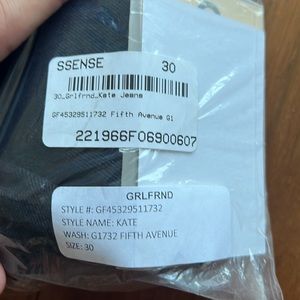 SSENSE 30
30_Grlfrnd_Kate Jeans
GF45329511732 Fifth Avenue G1
221966F06900607
GRLFRND
STYLE #: GF45329511732
STYLE NAME: KATE
WASH: G1732 FIFTH AVENUE
SIZE: 30